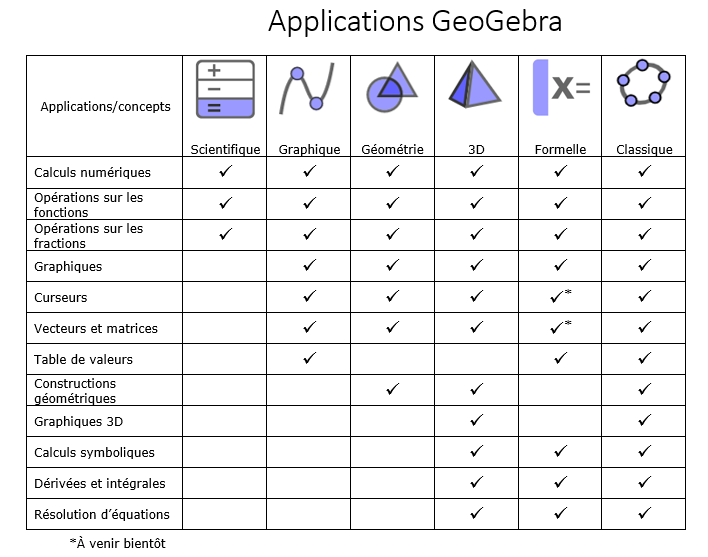 Applications GeoGebra
Applications/concepts
+
−
=
x=
Scientifique Graphique Géométrie 3D Formelle Classique
Calculs numériques ✓ ✓ ✓ ✓ ✓ ✓
Opérations sur les
fonctions ✓ ✓ ✓ ✓ ✓ ✓
Opérations sur les
fractions ✓ ✓ ✓ ✓ ✓ ✓
Graphiques ✓ ✓ ✓ ✓ ✓
Curseurs ✓ ✓ ✓ ✓* ✓
Vecteurs et matrices ✓ ✓ ✓ ✓* ✓
Table de valeurs ✓ ✓ ✓
Constructions
géométriques ✓ ✓ ✓
Graphiques 3D ✓ ✓
Calculs symboliques ✓ ✓ ✓
Dérivées et intégrales ✓ ✓ ✓
Résolution d’équations ✓ ✓ ✓
*À venir bientôt